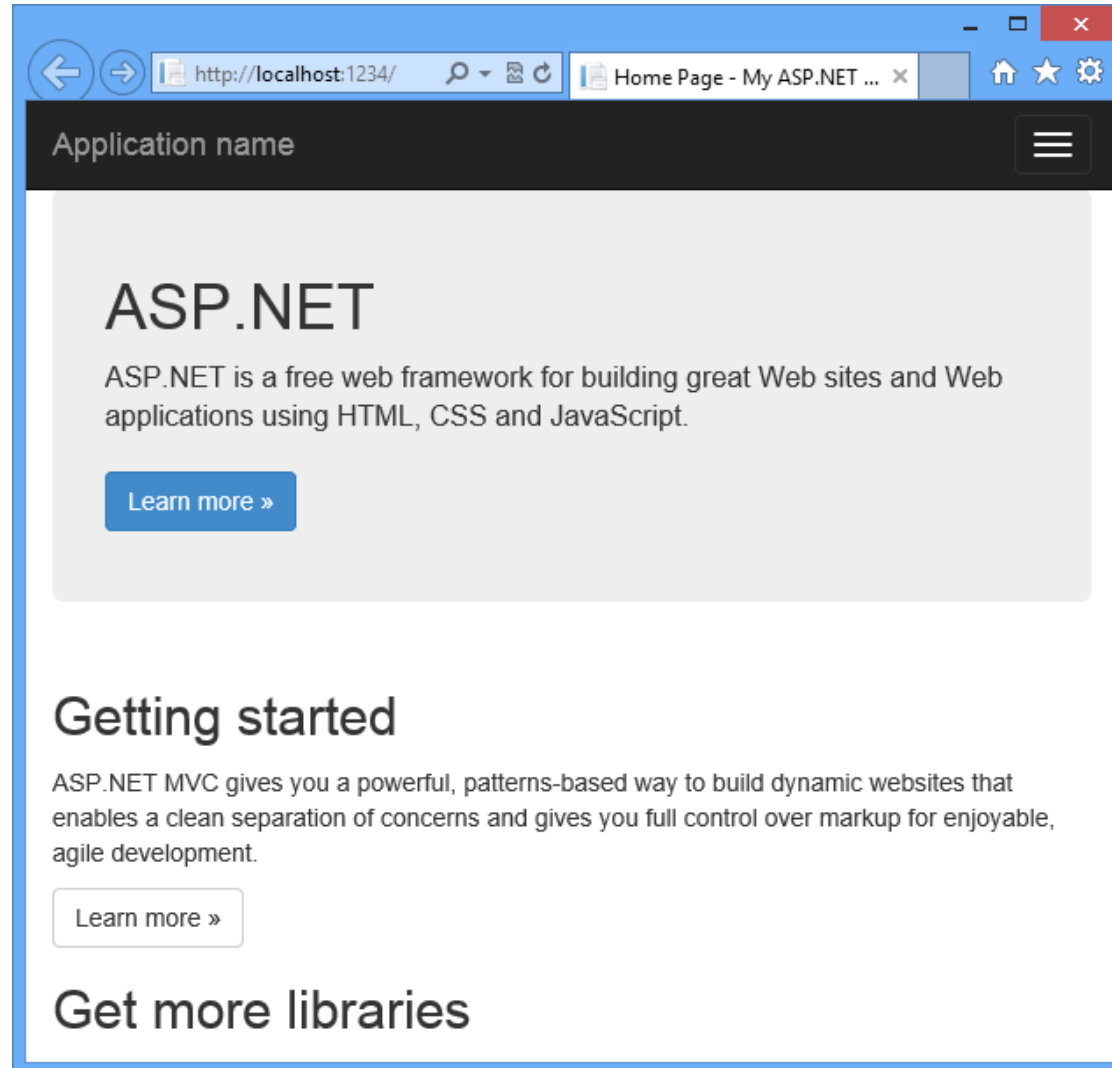 http://localhost:1234/
Home Page - My ASP.NET ...
Application name
ASP.NET
ASP.NET is a free web framework for building great Web sites and Web
applications using HTML, CSS and JavaScript.
Learn more »
Getting started
ASP.NET MVC gives you a powerful, patterns-based way to build dynamic websites that
enables a clean separation of concerns and gives you full control over markup for enjoyable,
agile development.
Learn more »
Get more libraries